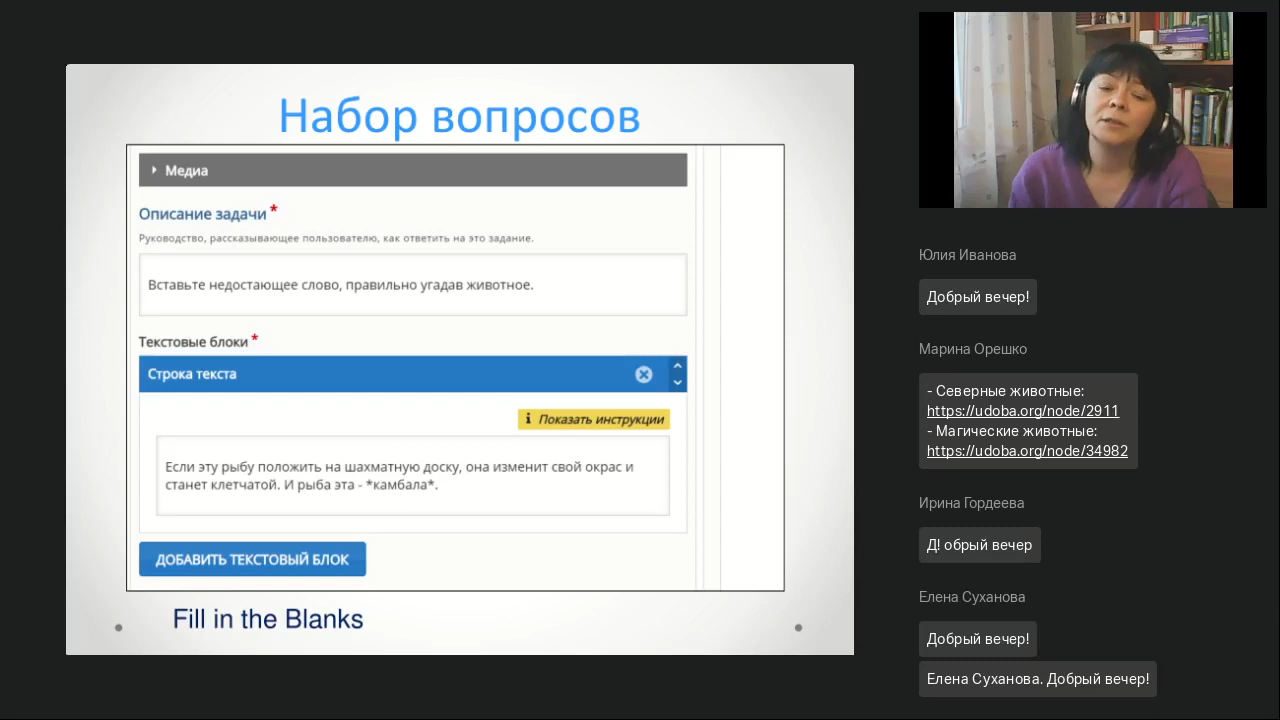 Набор вопросов
Медиа
Описание задачи *
Руководство, рассказывающее пользователю, как ответить на это задание.
Вставьте недостающее слово, правильно угадав животное.
Текстовые блоки *
Строка текста
i Показать инструкции
Если эту рыбу положить на шахматную доску, она изменит свой окрас и
станет клетчатой. И рыба эта - *камбала*.
ДОБАВИТЬ ТЕКСТОВЫЙ БЛОК
Fill in the Blanks
Юлия Иванова
Добрый вечер!
Марина Орешко
- Северные животные:
https://udoba.org/node/2911
- Магические животные:
https://udoba.org/node/34982
Ирина Гордеева
Д! обрый вечер
Елена Суханова
Добрый вечер!
Елена Суханова. Добрый вечер!